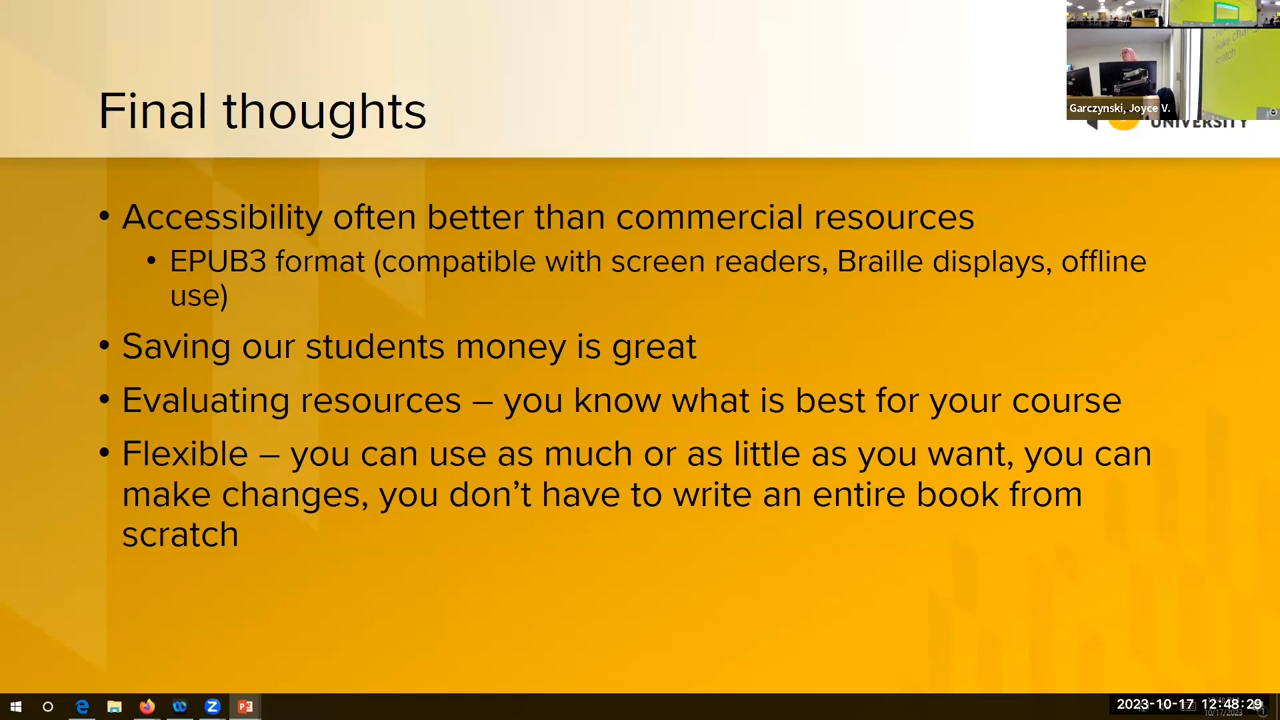 Final thoughts
Garczynski, Joyce V.
UNIVERSITY
• Accessibility often better than commercial resources
• EPUB3 format (compatible with screen readers, Braille displays, offline
use)
• Saving our students money is great
• Evaluating resources – you know what is best for your course
• Flexible – you can use as much or as little as you want, you can
make changes, you don’t have to write an entire book from
scratch
2023-10-17 12:48:29